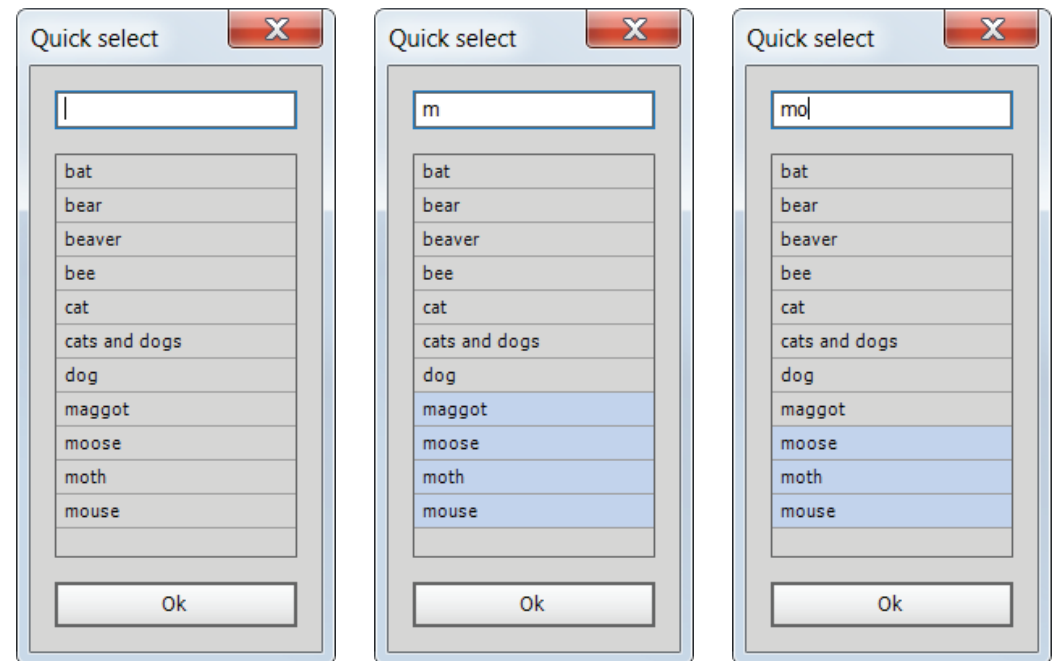 Quick select
bat
bear
beaver
bee
cat
cats and dogs
dog
maggot
moose
moth
mouse
Ok
Quick select
m
bat
bear
beaver
bee
cat
cats and dogs
dog
maggot
moose
moth
mouse
Ok
Quick select
mo
bat
bear
beaver
bee
cat
cats and dogs
dog
maggot
moose
moth
mouse
Ok